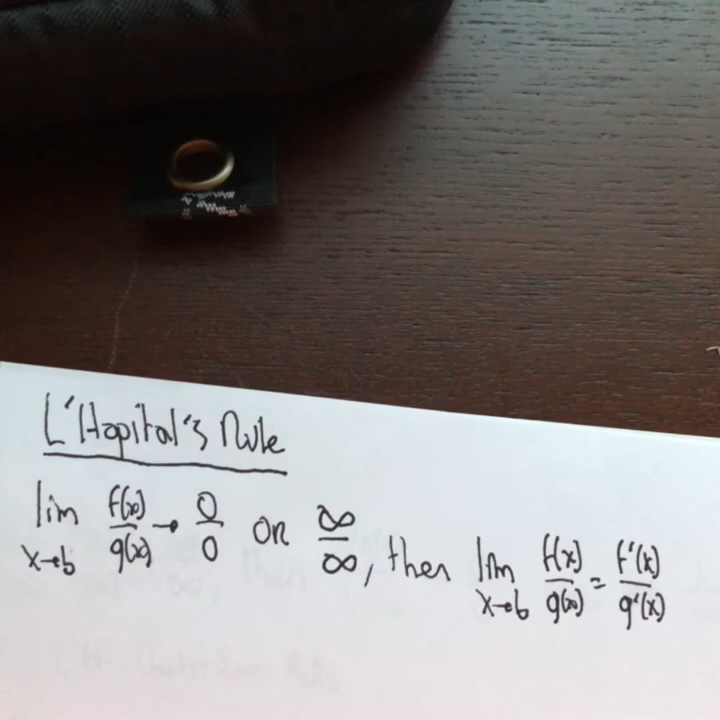 L'Hopital's Rule
lim x→b f(x)/g(x) → 0/0 or ∞/∞, then lim x→b f(x)/g(x) = f'(x)/g'(x)